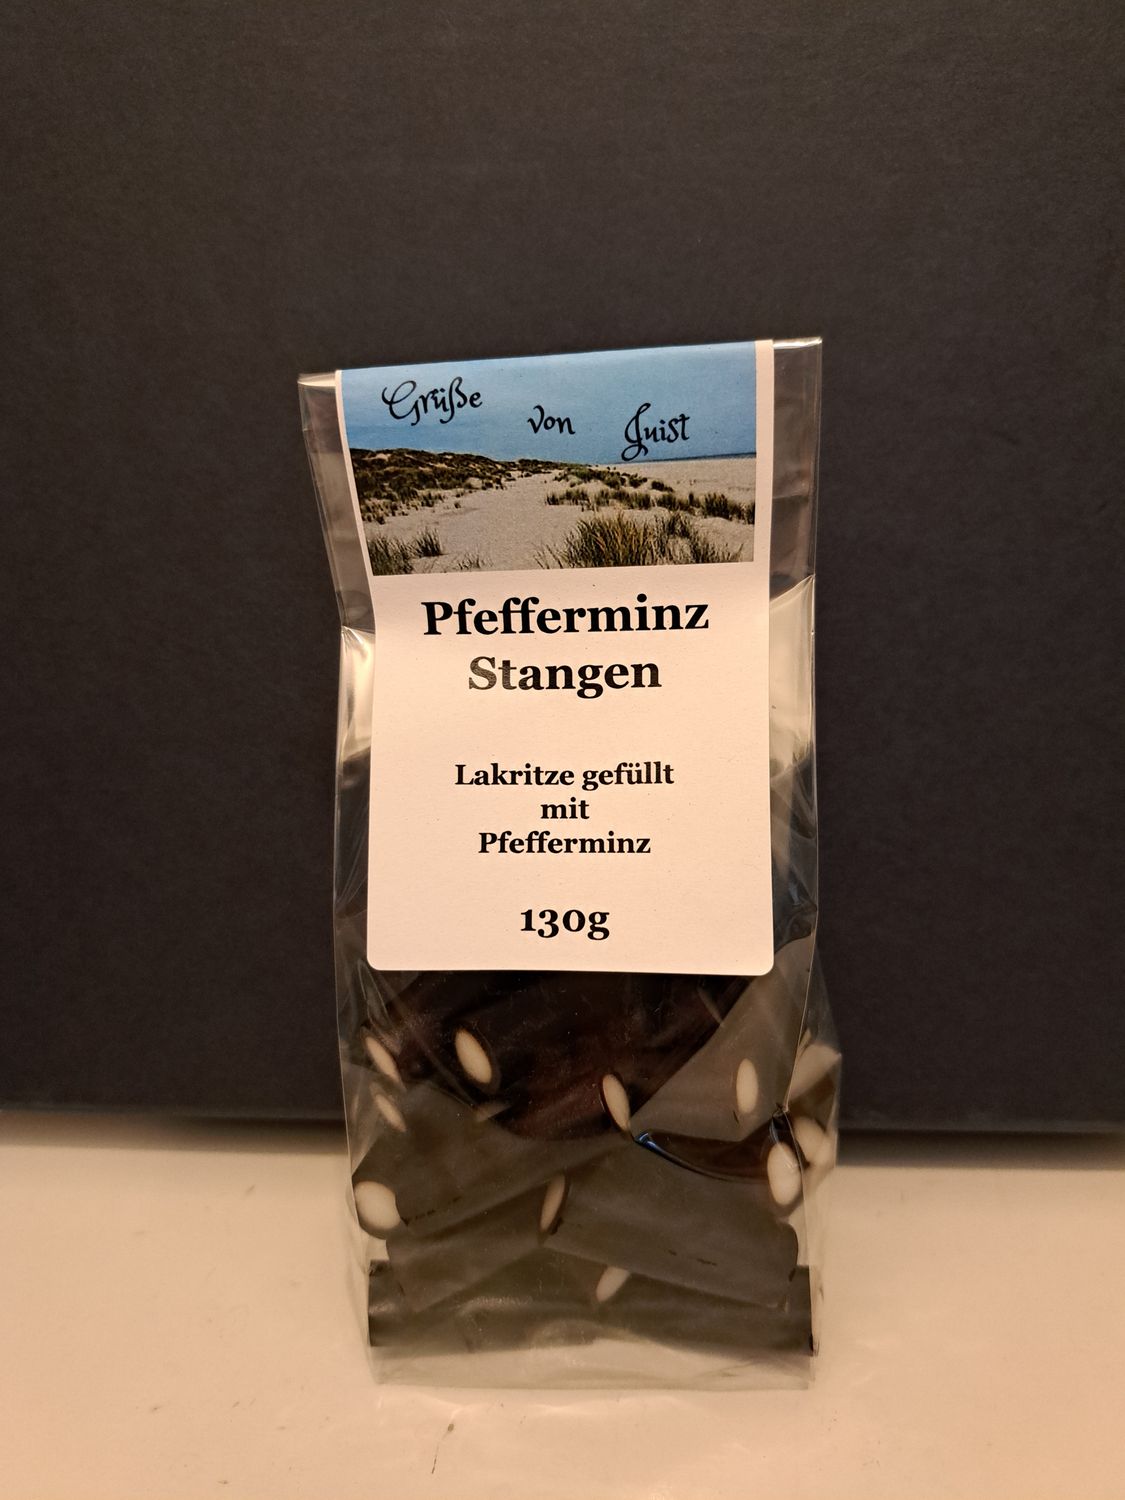 Grüße von Juist
Pfefferminz
Stangen
Lakritze gefüllt
mit
Pfefferminz
130g